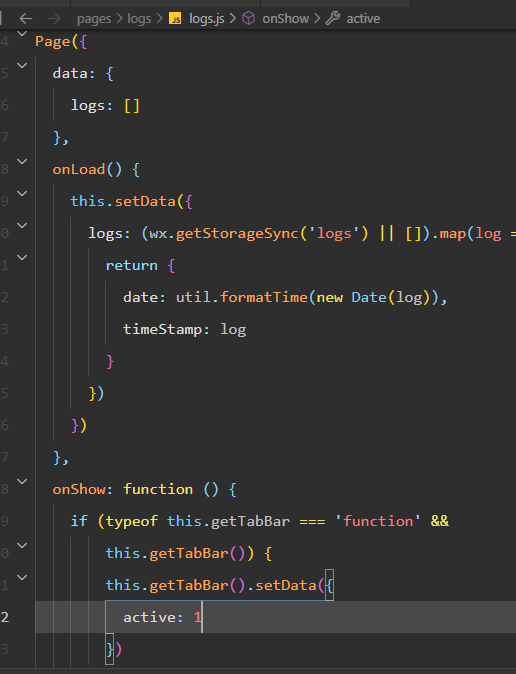 pages > logs > JS logs.js > onShow > active
4 Page({
5 data: {
6 logs: []
7 },
8 onLoad() {
9 this.setData({
0 logs: (wx.getStorageSync('logs') || []).map(log =
1 return {
2 date: util.formatTime(new Date(log)),
3 timeStamp: log
4 }
5 })
6 })
7 },
8 onShow: function () {
9 if (typeof this.getTabBar === 'function' &&
0 this.getTabBar()) {
1 this.getTabBar().setData({
2 active: 1
3 })